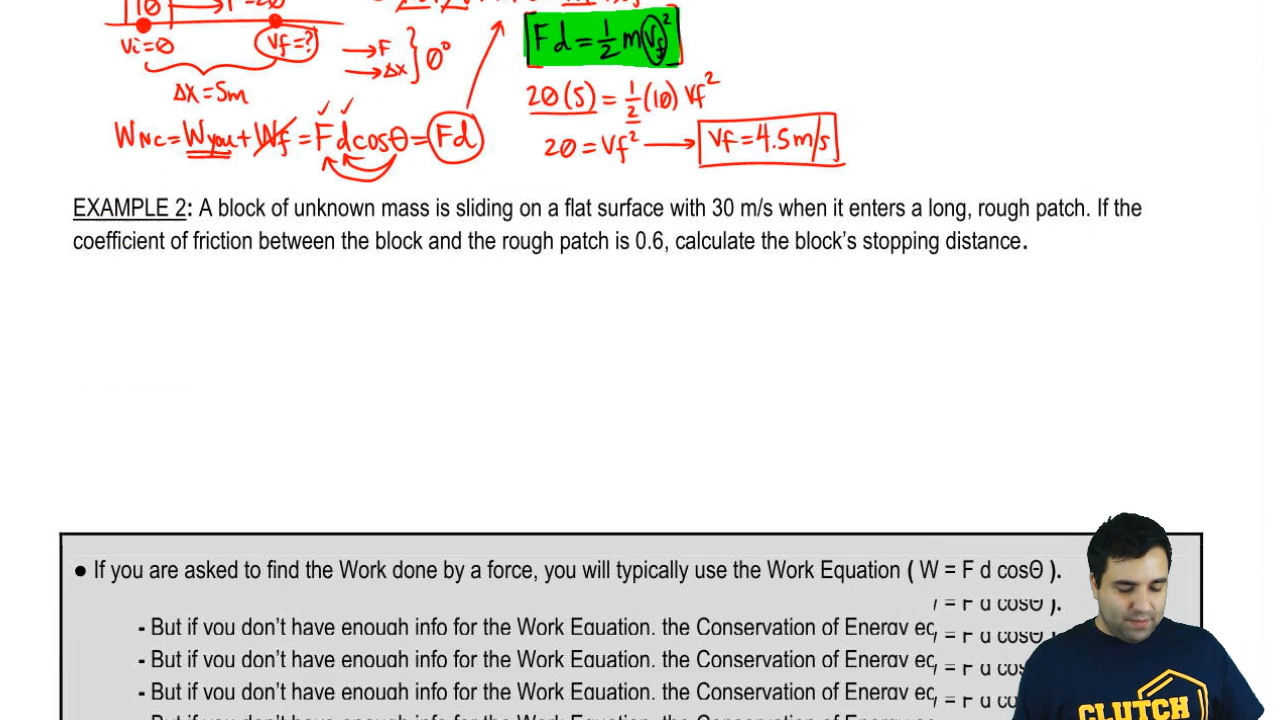 Vi=0
Vf=?
→F
→Δx } 0°
Δx=5m
Fd=½mVf²
20(5)=½(10)Vf²
WNC=Wyou+Wf=Fdcosθ=Fd
20=Vf² → Vf=4.5m/s
EXAMPLE 2: A block of unknown mass is sliding on a flat surface with 30 m/s when it enters a long, rough patch. If the
coefficient of friction between the block and the rough patch is 0.6, calculate the block's stopping distance.
● If you are asked to find the Work done by a force, you will typically use the Work Equation ( W = F d cosΘ ).
- But if you don't have enough info for the Work Equation, the Conservation of Energy
- But if you don't have enough info for the Work Equation, the Conservation of Energy
- But if you don't have enough info for the Work Equation, the Conservation of Energy
CLUTCH